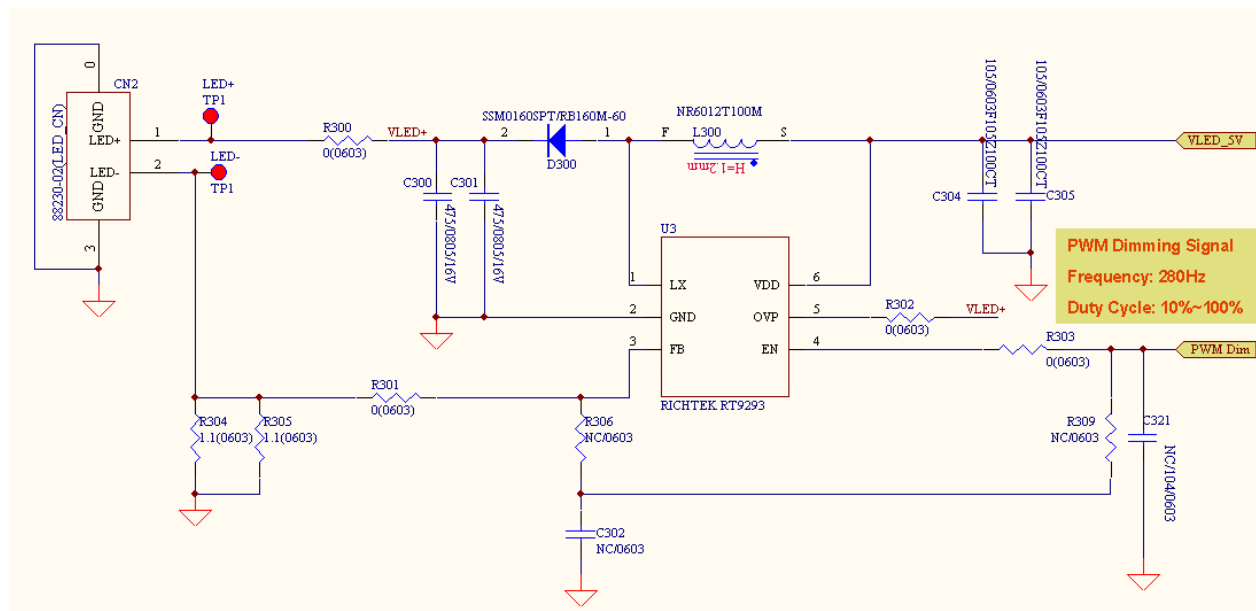 CN2
0
GND
LED+
LED-
GND
3
88230-02(LED_CN)
1
2
LED+
TP1
LED-
TP1
R300
0(0603)
VLED+
SSM0160SPT/RB160M-60
2
1
D300
NR6012T100M
F
L300
S
H=1.2mm
C300
475/0805/16V
C301
475/0805/16V
105/0603F105Z100CT
105/0603F105Z100CT
C304
C305
VLED_5V
U3
1
LX
VDD
6
2
GND
OVP
5
3
FB
EN
4
RICHTEK RT9293
R302
0(0603)
VLED+
R303
0(0603)
PWM Dim
PWM Dimming Signal
Frequency: 280Hz
Duty Cycle: 10%~100%
R301
0(0603)
R304
1.1(0603)
R305
1.1(0603)
R306
NC/0603
R309
NC/0603
C321
NC/104/0603
C302
NC/0603